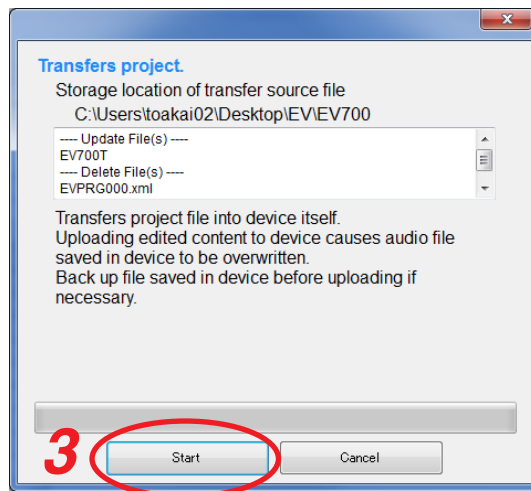 Transfers project.
Storage location of transfer source file
C:\Users\toakai02\Desktop\EV\EV700
---- Update File(s) ----
EV700T
---- Delete File(s) ----
EVPRG000.xml
Transfers project file into device itself.
Uploading edited content to device causes audio file
saved in device to be overwritten.
Back up file saved in device before uploading if
necessary.
3
Start
Cancel